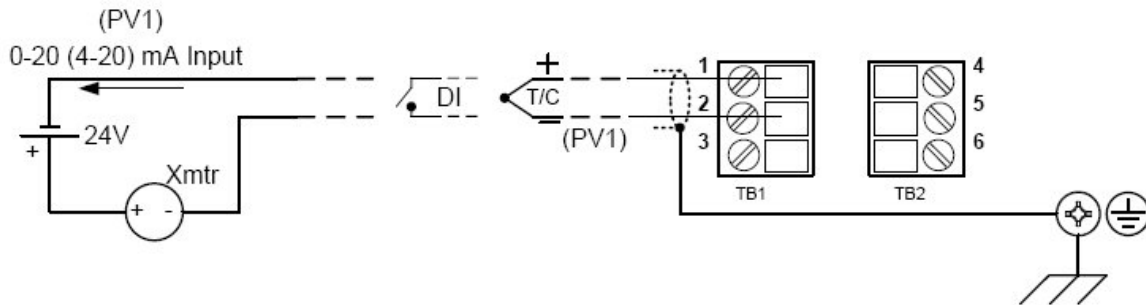 (PV1)
0-20 (4-20) mA Input
24V
+
Xmtr
+ -
DI
+
T/C
−
(PV1)
1
2
3
TB1
4
5
6
TB2